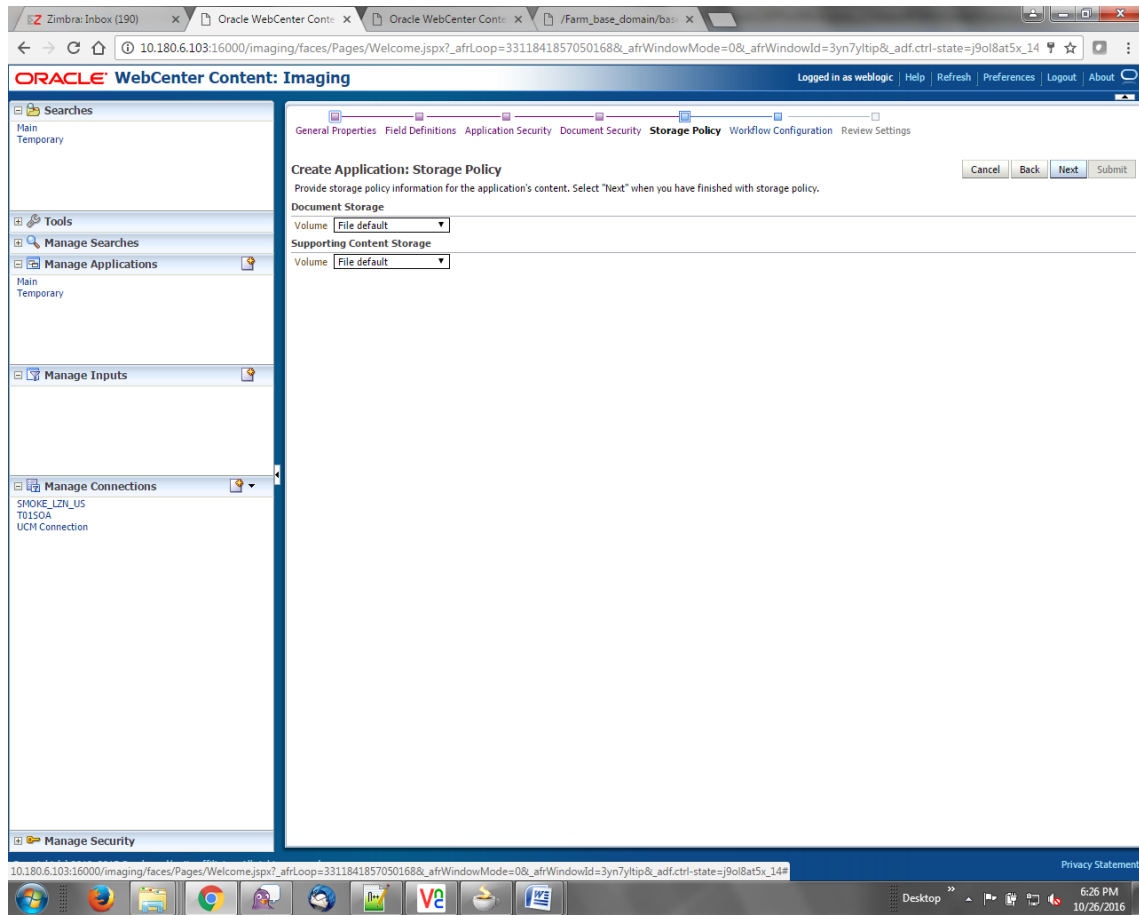 Zimbra: Inbox (190)
Oracle WebCenter Conte
Oracle WebCenter Conte
/Farm_base_domain/bas
10.180.6.103:16000/imaging/faces/Pages/Welcome.jspx?_afrLoop=3311841857050168&_afrWindowMode=0&_afrWindowId=3yn7yltip&_adf.ctrl-state=j9ol8at5x_14
ORACLE WebCenter Content: Imaging
Logged in as weblogic Help Refresh Preferences Logout About
Searches
Main
Temporary
Tools
Manage Searches
Manage Applications
Main
Temporary
Manage Inputs
Manage Connections
SMOKE_LZN_US
T01SOA
UCM Connection
Manage Security
General Properties Field Definitions Application Security Document Security Storage Policy Workflow Configuration Review Settings
Create Application: Storage Policy
Cancel Back Next Submit
Provide storage policy information for the application's content. Select "Next" when you have finished with storage policy.
Document Storage
Volume File default
Supporting Content Storage
Volume File default
Privacy Statement
10.180.6.103:16000/imaging/faces/Pages/Welcome.jspx?_afrLoop=3311841857050168&_afrWindowMode=0&_afrWindowId=3yn7yltip&_adf.ctrl-state=j9ol8at5x_14#
Desktop
6:26 PM
10/26/2016